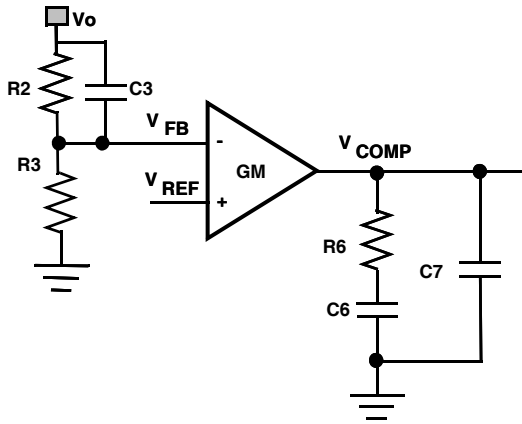 Vo
R2
C3
V FB
-
GM
V COMP
R3
V REF
+
R6
C7
C6